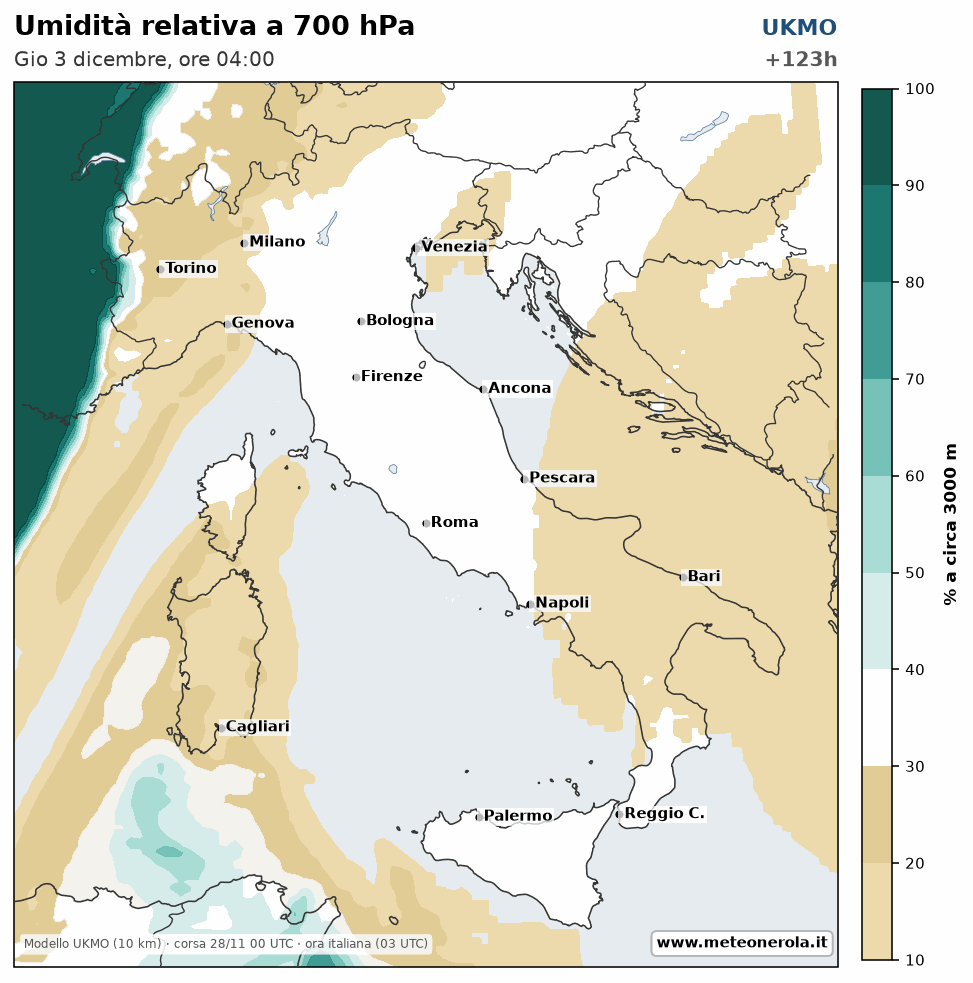 Umidità relativa a 700 hPa
UKMO
Gio 3 dicembre, ore 04:00
+123h
Milano
Venezia
Torino
Genova
Bologna
Firenze
Ancona
Pescara
Roma
Bari
Napoli
Cagliari
Palermo
Reggio C.
100
90
80
70
60
50
40
30
20
10
% a circa 3000 m
Modello UKMO (10 km) · corsa 28/11 00 UTC · ora italiana (03 UTC)
www.meteonerola.it